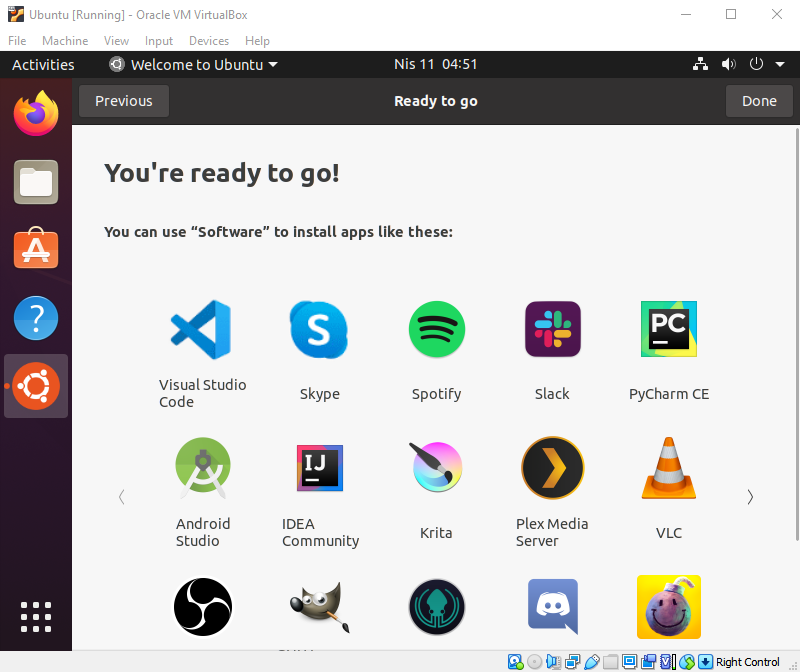 Ubuntu [Running] - Oracle VM VirtualBox
File Machine View Input Devices Help
Activities Welcome to Ubuntu Nis 11 04:51
Previous Ready to go Done
You're ready to go!
You can use “Software” to install apps like these:
PC
Visual Studio
Code
Skype
Spotify
Slack
PyCharm CE
IJ
Android
Studio
IDEA
Community
Krita
Plex Media
Server
VLC
Right Control